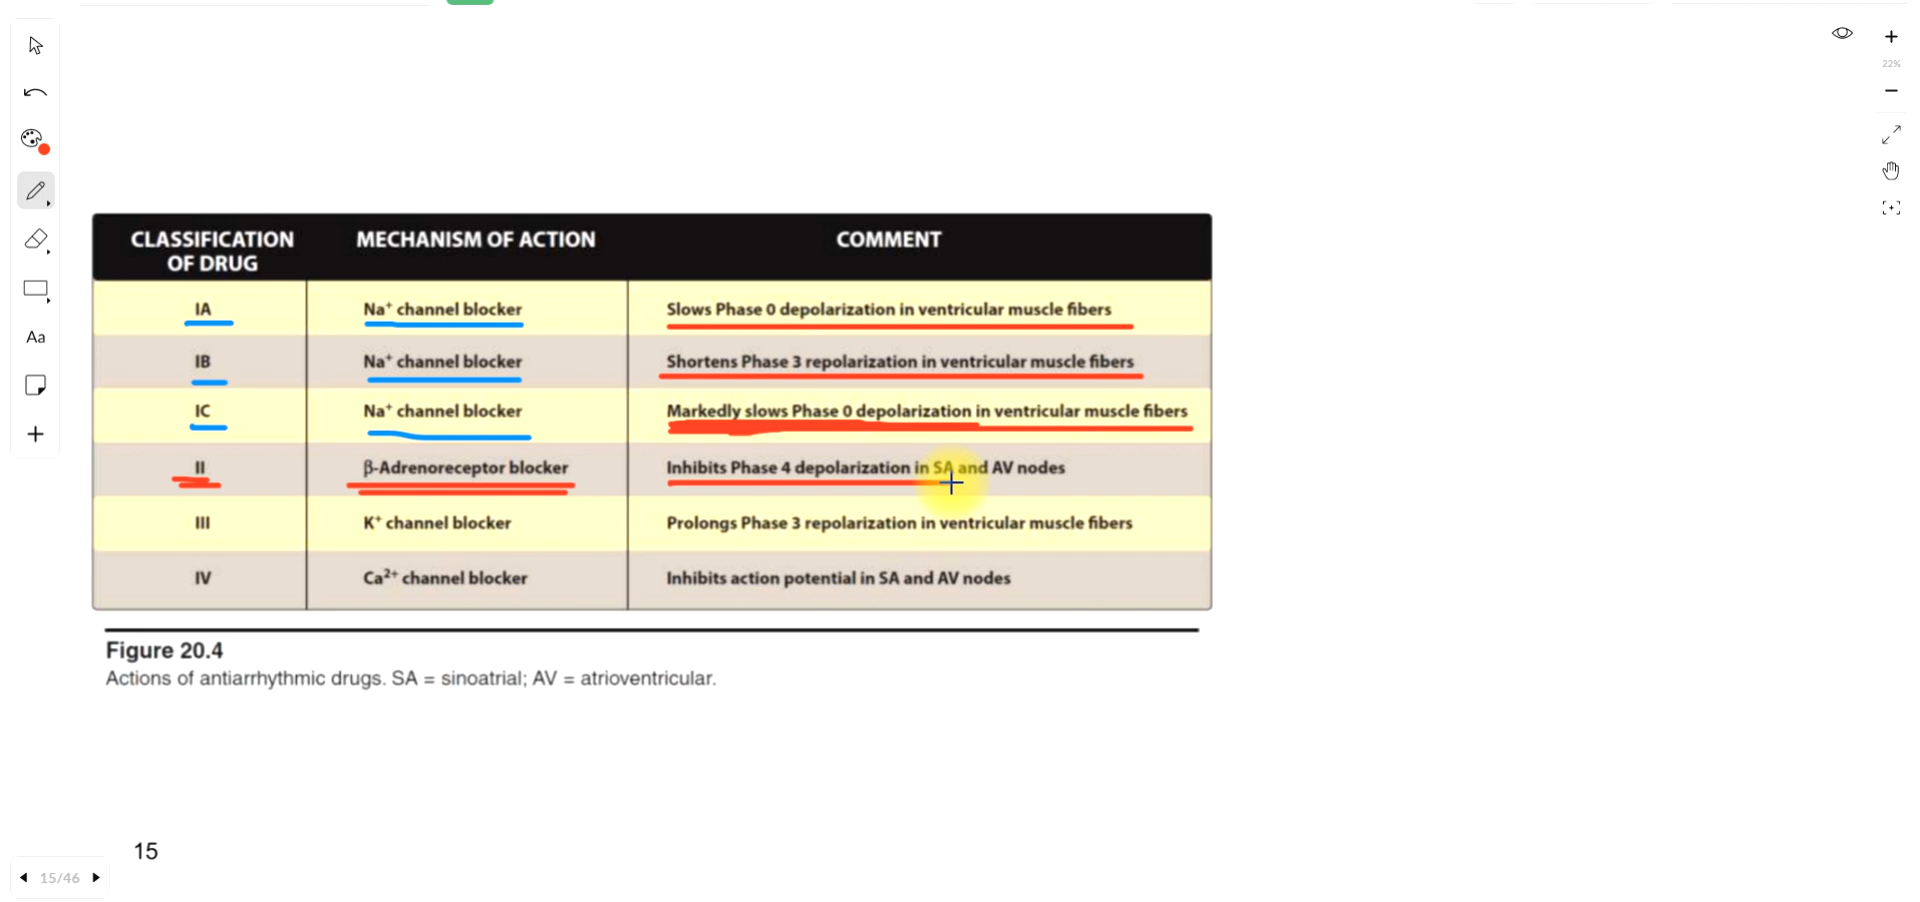 22%
Aa
CLASSIFICATION OF DRUG MECHANISM OF ACTION COMMENT
IA Na⁺ channel blocker Slows Phase 0 depolarization in ventricular muscle fibers
IB Na⁺ channel blocker Shortens Phase 3 repolarization in ventricular muscle fibers
IC Na⁺ channel blocker Markedly slows Phase 0 depolarization in ventricular muscle fibers
II β-Adrenoreceptor blocker Inhibits Phase 4 depolarization in SA and AV nodes
III K⁺ channel blocker Prolongs Phase 3 repolarization in ventricular muscle fibers
IV Ca²⁺ channel blocker Inhibits action potential in SA and AV nodes
Figure 20.4
Actions of antiarrhythmic drugs. SA = sinoatrial; AV = atrioventricular.
15
15/46